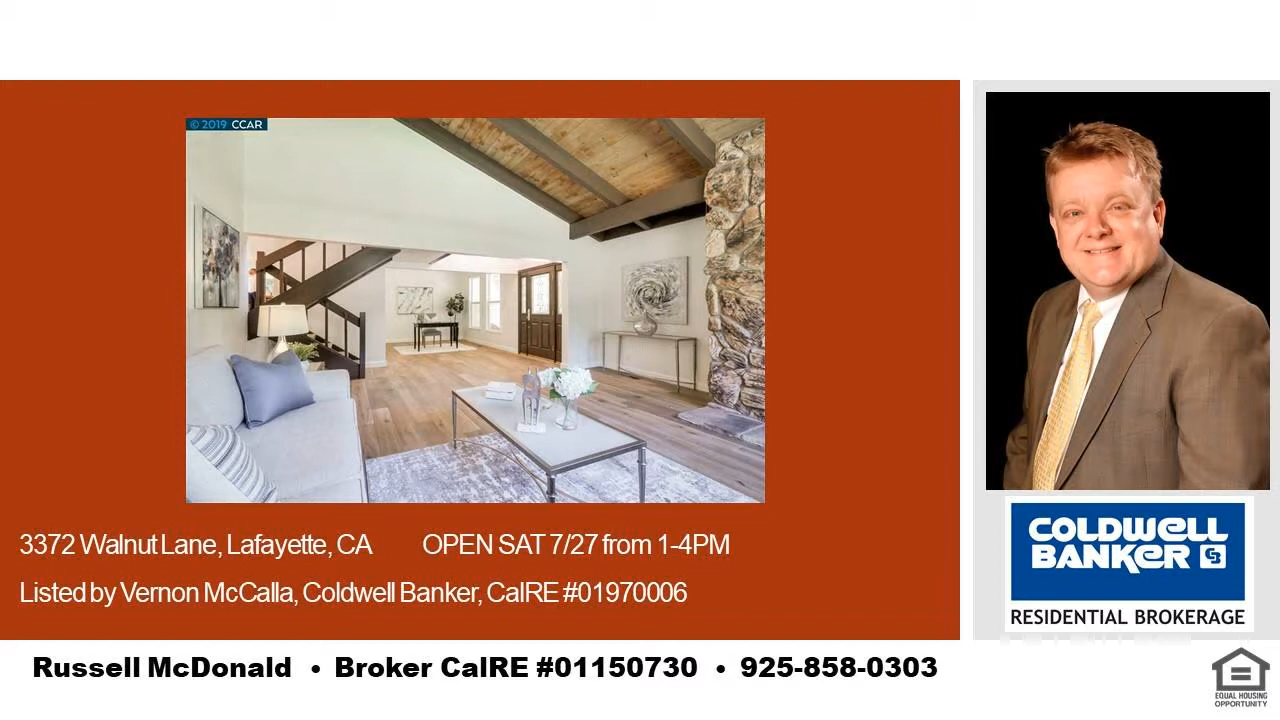 © 2019 CCAR
3372 Walnut Lane, Lafayette, CA OPEN SAT 7/27 from 1-4PM
Listed by Vernon McCalla, Coldwell Banker, CalRE #01970006
COLDWELL
BANKER CB
RESIDENTIAL BROKERAGE
Russell McDonald • Broker CalRE #01150730 • 925-858-0303
EQUAL HOUSING
OPPORTUNITY